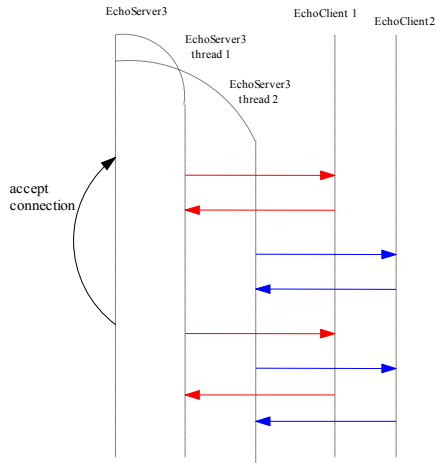 EchoServer3
EchoClient 1
EchoClient2
EchoServer3
thread 1
EchoServer3
thread 2
accept
connection